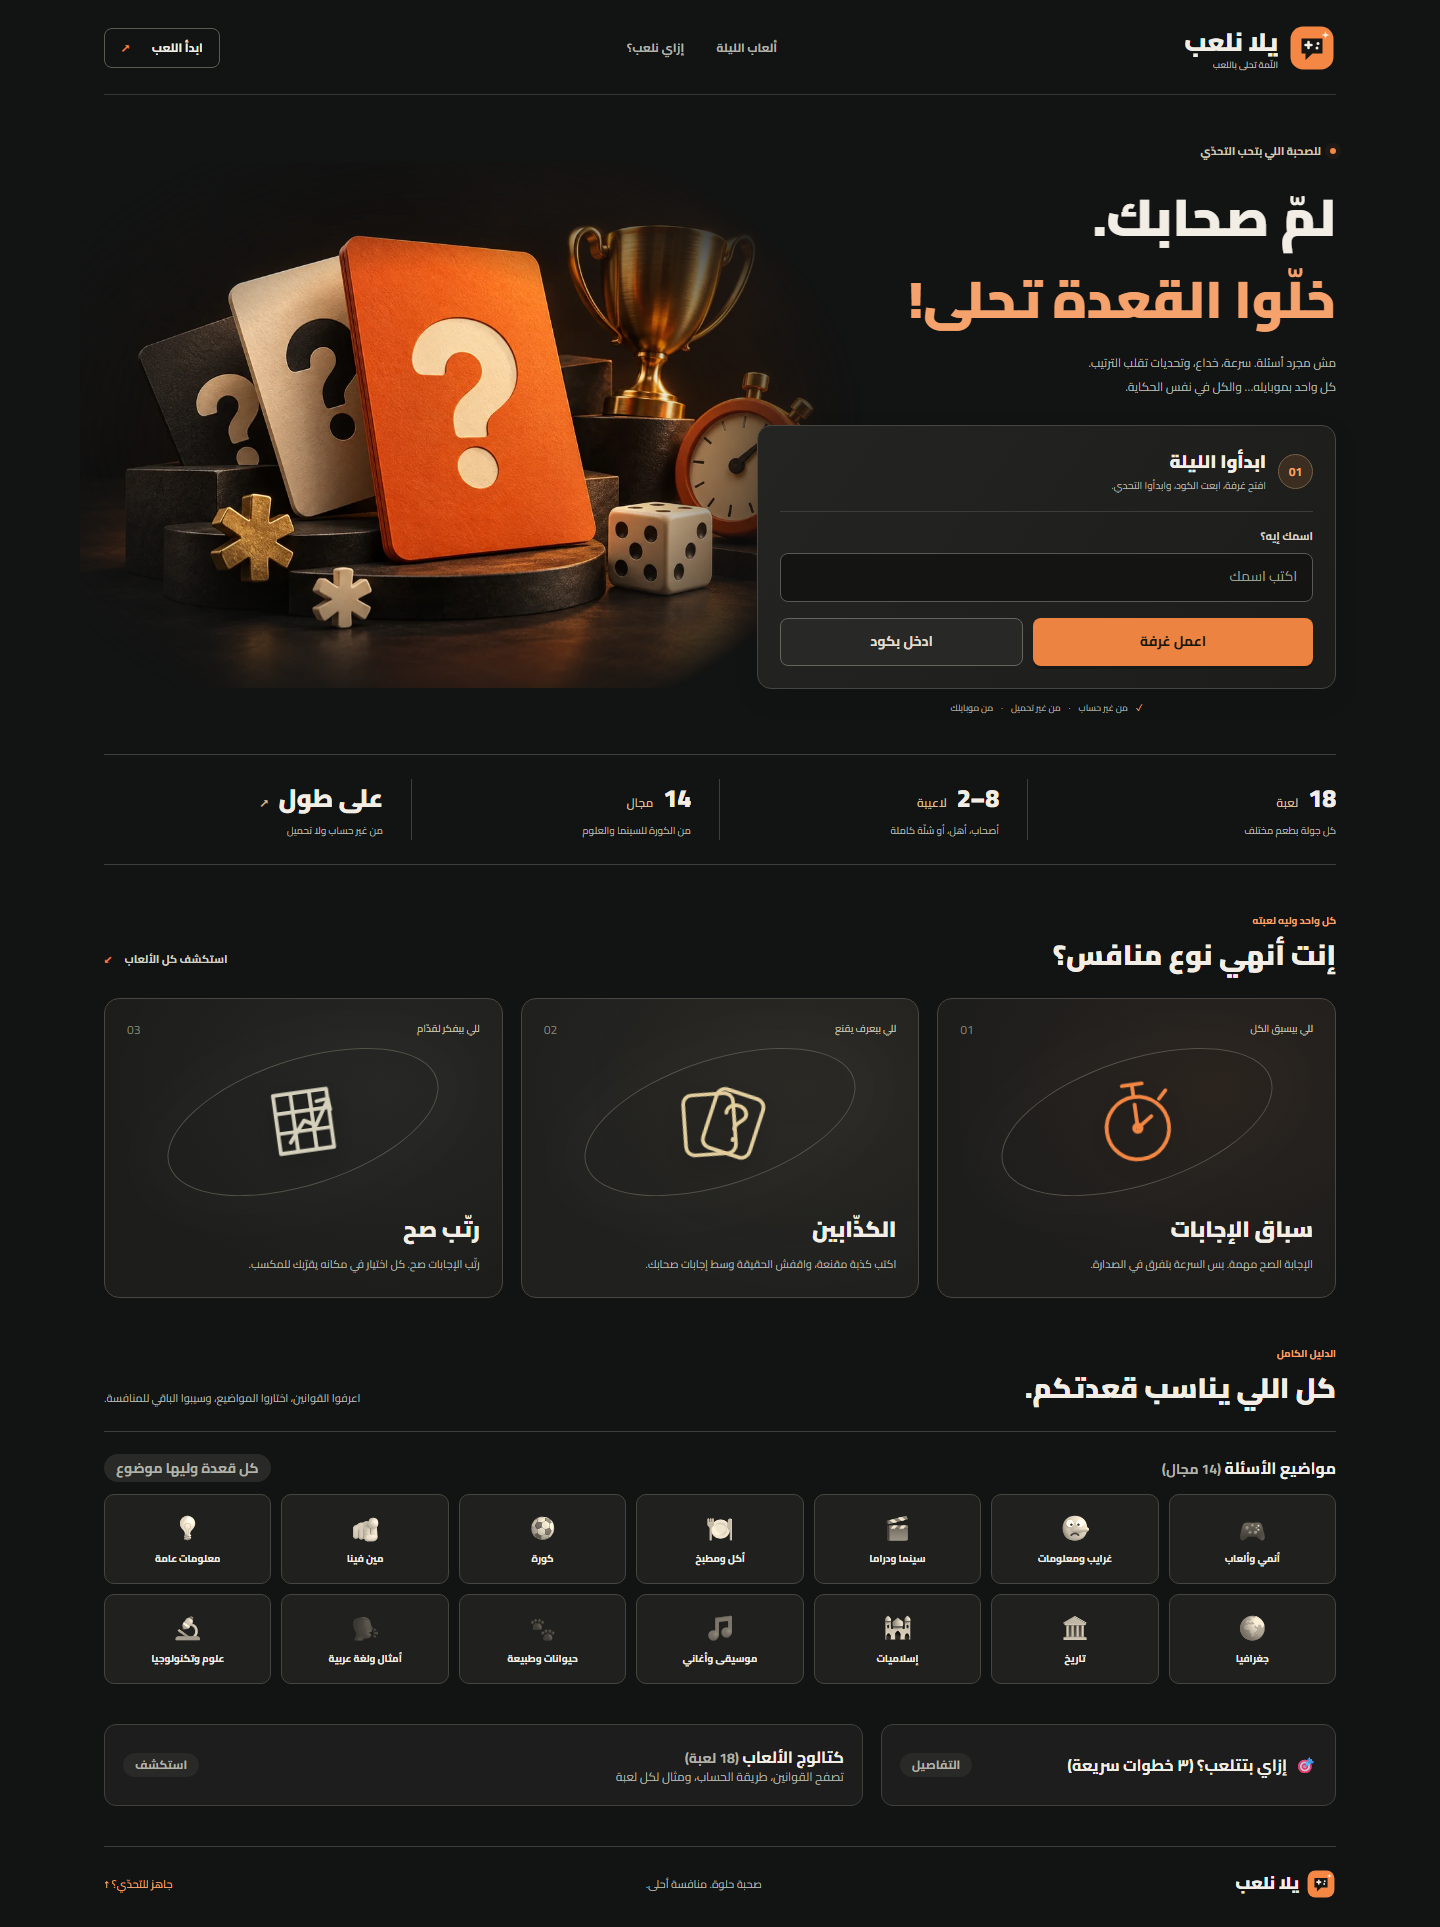 يلا نلعب
اللّمة تحلى باللعب
ألعاب الليلة
إزاي نلعب؟
ابدأ اللعب ↗
للصحبة اللي بتحب التحدّي
لمّ صحابك.
خلّوا القعدة تحلى!
مش مجرد أسئلة. سرعة، خداع، وتحديات تقلب الترتيب.
كل واحد بموبايله... والكل في نفس الحكاية.
01
ابدأوا الليلة
افتح غرفة، ابعت الكود، وابدأوا التحدي.
اسمك إيه؟
اكتب اسمك
اعمل غرفة
ادخل بكود
✓ من غير حساب · من غير تحميل · من موبايلك
18 لعبة
كل جولة بطعم مختلف
2–8 لاعيبة
أصحاب، أهل، أو شلّة كاملة
14 مجال
من الكورة للسينما والعلوم
على طول ↗
من غير حساب ولا تحميل
كل واحد وليه لعبته
إنت أنهي نوع منافس؟
استكشف كل الألعاب ↙
للي بيسبق الكل
01
سباق الإجابات
الإجابة الصح مهمة. بس السرعة بتفرق في الصدارة.
للي بيعرف يقنع
02
الكذّابين
اكتب كذبة مقنعة، واقفش الحقيقة وسط إجابات صحابك.
للي بيفكر لقدّام
03
رتّب صح
رتّب الإجابات صح. كل اختيار في مكانه يقرّبك للمكسب.
الدليل الكامل
كل اللي يناسب قعدتكم.
اعرفوا القوانين، اختاروا المواضيع، وسيبوا الباقي للمنافسة.
مواضيع الأسئلة (14 مجال)
كل قعدة وليها موضوع
أنمي وألعاب
غرايب ومعلومات
سينما ودراما
أكل ومطبخ
كورة
مين فينا
معلومات عامة
جغرافيا
تاريخ
إسلاميات
موسيقى وأغاني
حيوانات وطبيعة
أمثال ولغة عربية
علوم وتكنولوجيا
إزاي بتتلعب؟ (٣ خطوات سريعة)
التفاصيل
كتالوج الألعاب (18 لعبة)
تصفح القوانين، طريقة الحساب، ومثال لكل لعبة
استكشف
يلا نلعب
صحبة حلوة. منافسة أحلى.
جاهز للتحدّي؟ ↑